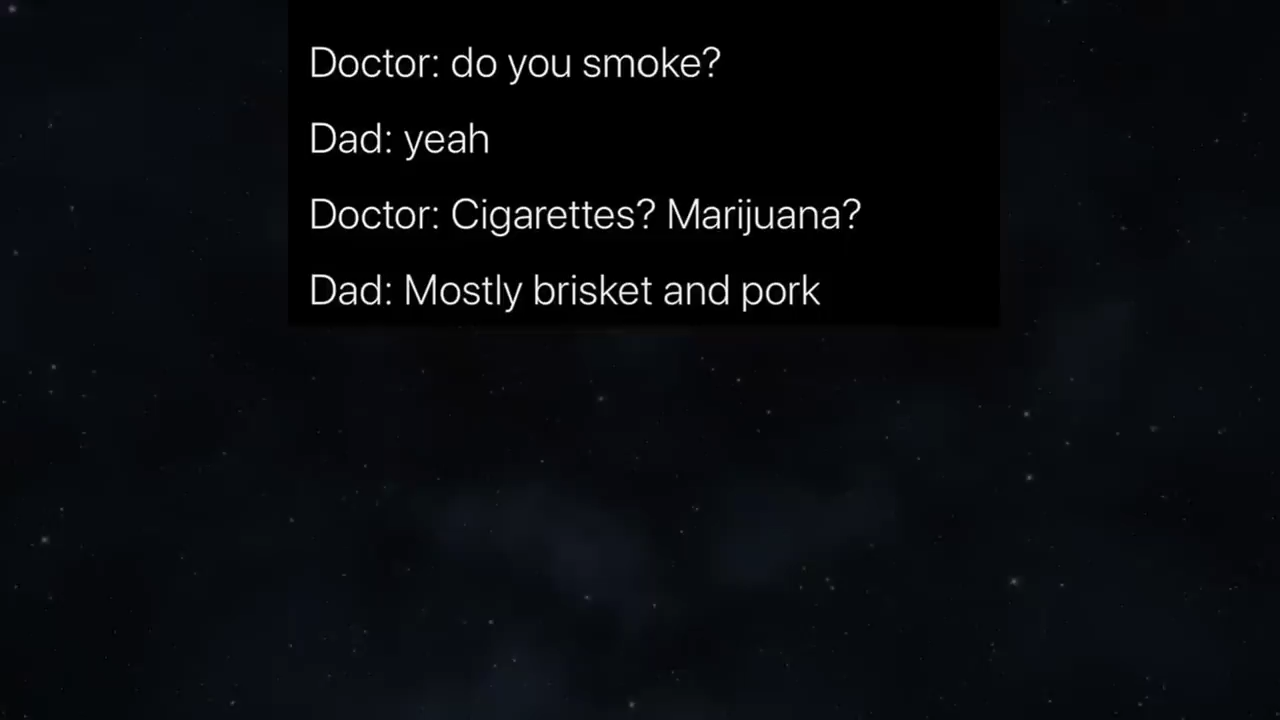 Doctor: do you smoke?
Dad: yeah
Doctor: Cigarettes? Marijuana?
Dad: Mostly brisket and pork